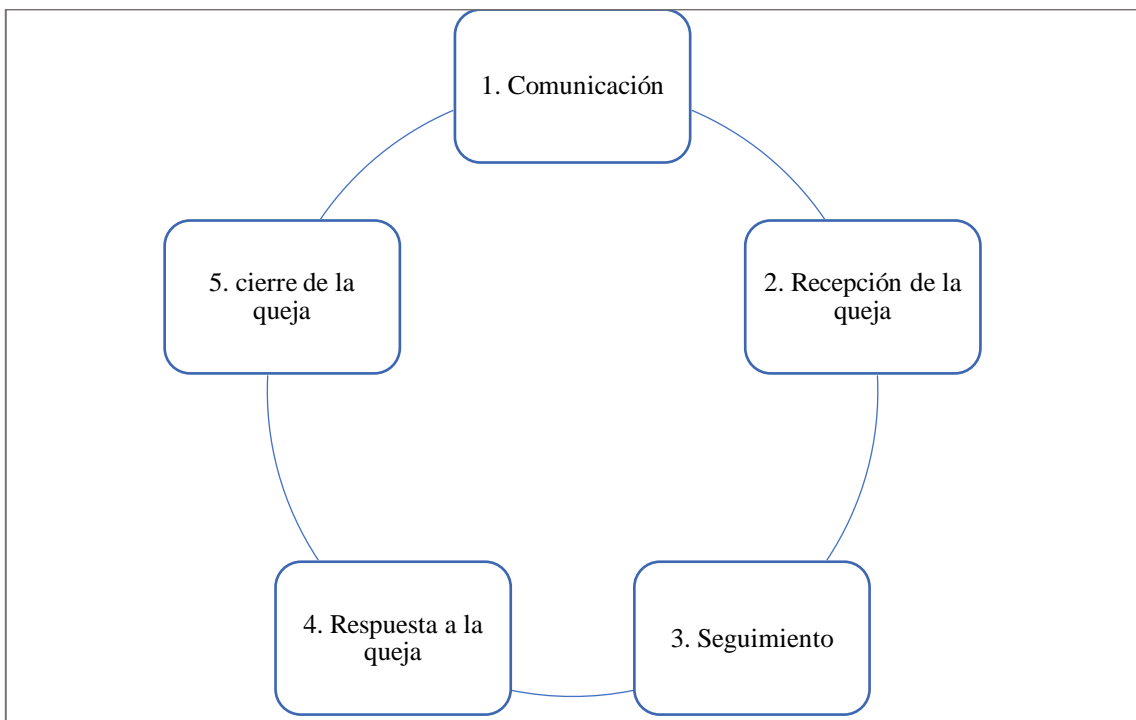 1. Comunicación
2. Recepción de la
queja
3. Seguimiento
4. Respuesta a la
queja
5. cierre de la
queja